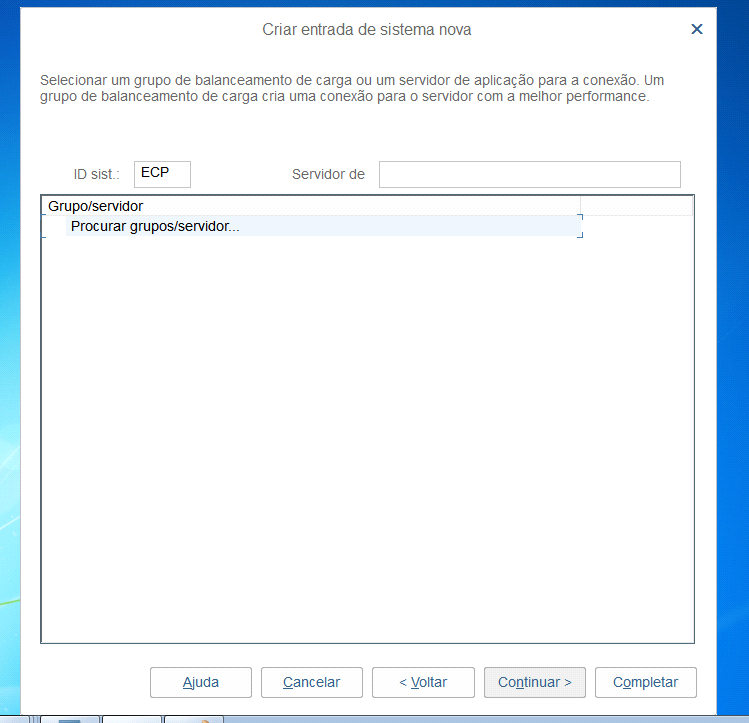 Criar entrada de sistema nova
Selecionar um grupo de balanceamento de carga ou um servidor de aplicação para a conexão. Um
grupo de balanceamento de carga cria uma conexão para o servidor com a melhor performance.
ID sist.: ECP Servidor de
Grupo/servidor
Procurar grupos/servidor...
Ajuda Cancelar < Voltar Continuar > Completar